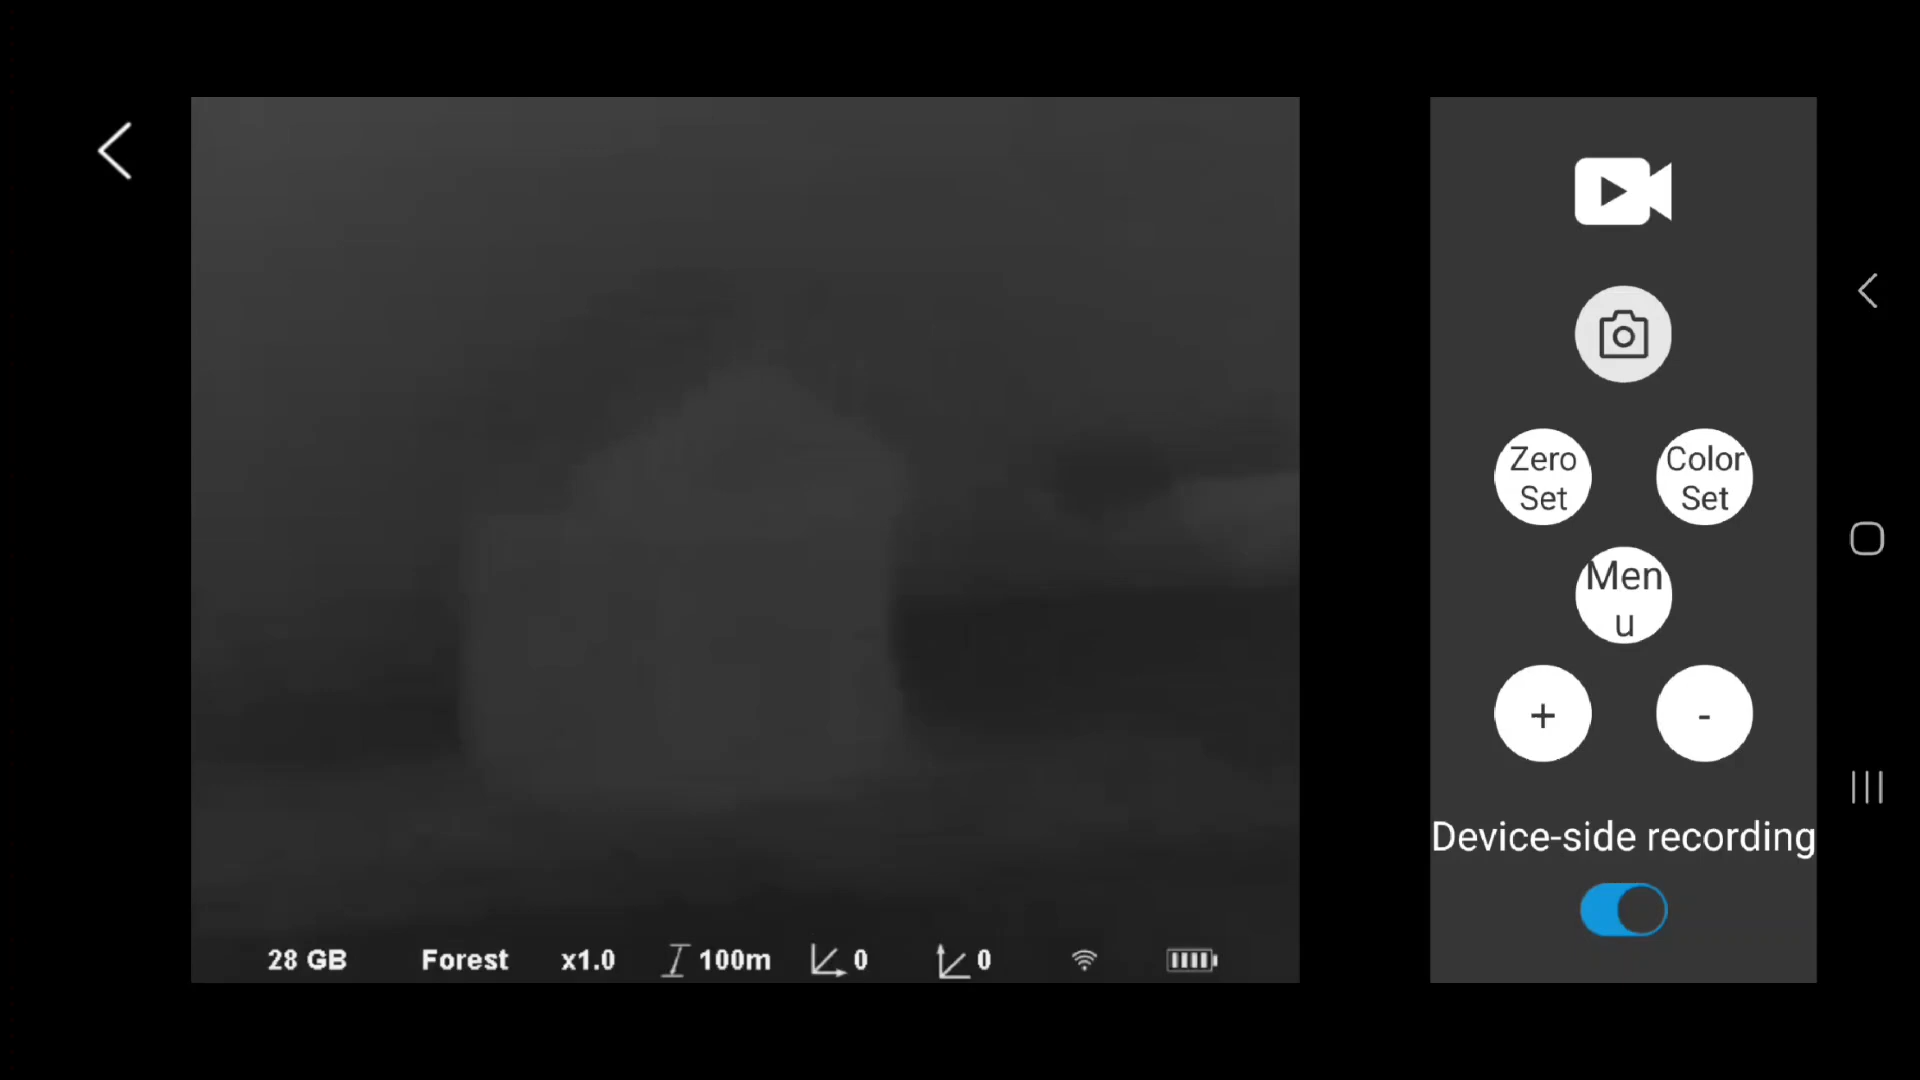 Zero
Set
Color
Set
Men
u
+
-
Device-side recording
28 GB Forest x1.0 100m 0 0